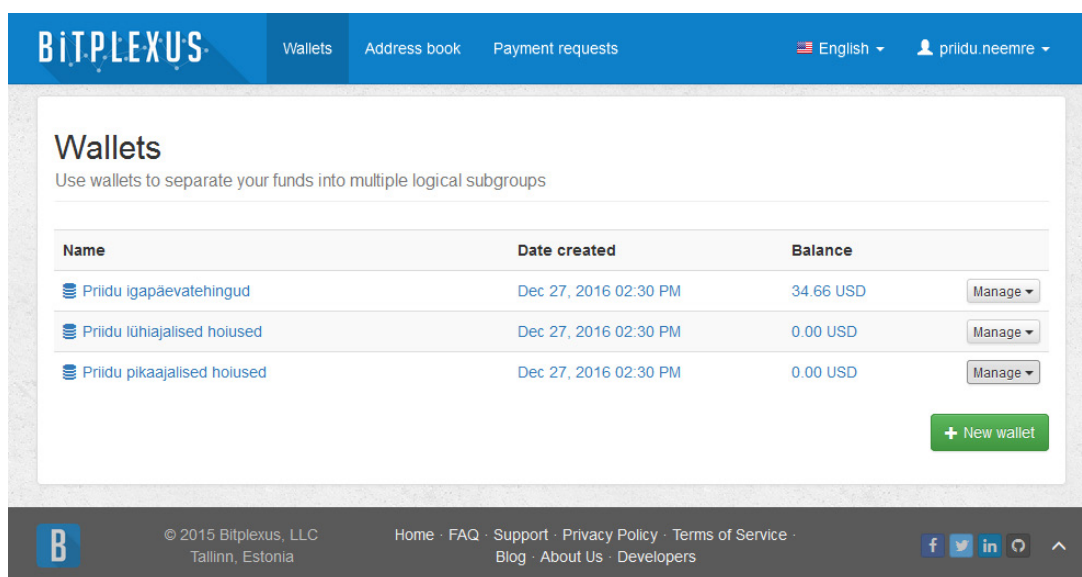 BiTPLEXUS Wallets Address book Payment requests English priidu.neemre
Wallets
Use wallets to separate your funds into multiple logical subgroups
Name Date created Balance
Priidu igapäevatehingud Dec 27, 2016 02:30 PM 34.66 USD Manage
Priidu lühiajalised hoiused Dec 27, 2016 02:30 PM 0.00 USD Manage
Priidu pikaajalised hoiused Dec 27, 2016 02:30 PM 0.00 USD Manage
+ New wallet
B © 2015 Bitplexus, LLC Home · FAQ · Support · Privacy Policy · Terms of Service ·
Tallinn, Estonia Blog · About Us · Developers